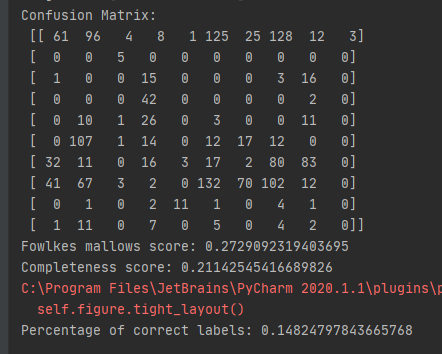 Confusion Matrix:
[[ 61 96 4 8 1 125 25 128 12 3]
[ 0 0 5 0 0 0 0 0 0 0]
[ 1 0 0 15 0 0 0 3 16 0]
[ 0 0 0 42 0 0 0 0 2 0]
[ 0 10 1 26 0 3 0 0 11 0]
[ 0 107 1 14 0 12 17 12 0 0]
[ 32 11 0 16 3 17 2 80 83 0]
[ 41 67 3 2 0 132 70 102 12 0]
[ 0 1 0 2 11 1 0 4 1 0]
[ 1 11 0 7 0 5 0 4 2 0]]
Fowlkes mallows score: 0.2729092319403695
Completeness score: 0.21142545416689826
C:\Program Files\JetBrains\PyCharm 2020.1.1\plugins\p
self.figure.tight_layout()
Percentage of correct labels: 0.14824797843665768